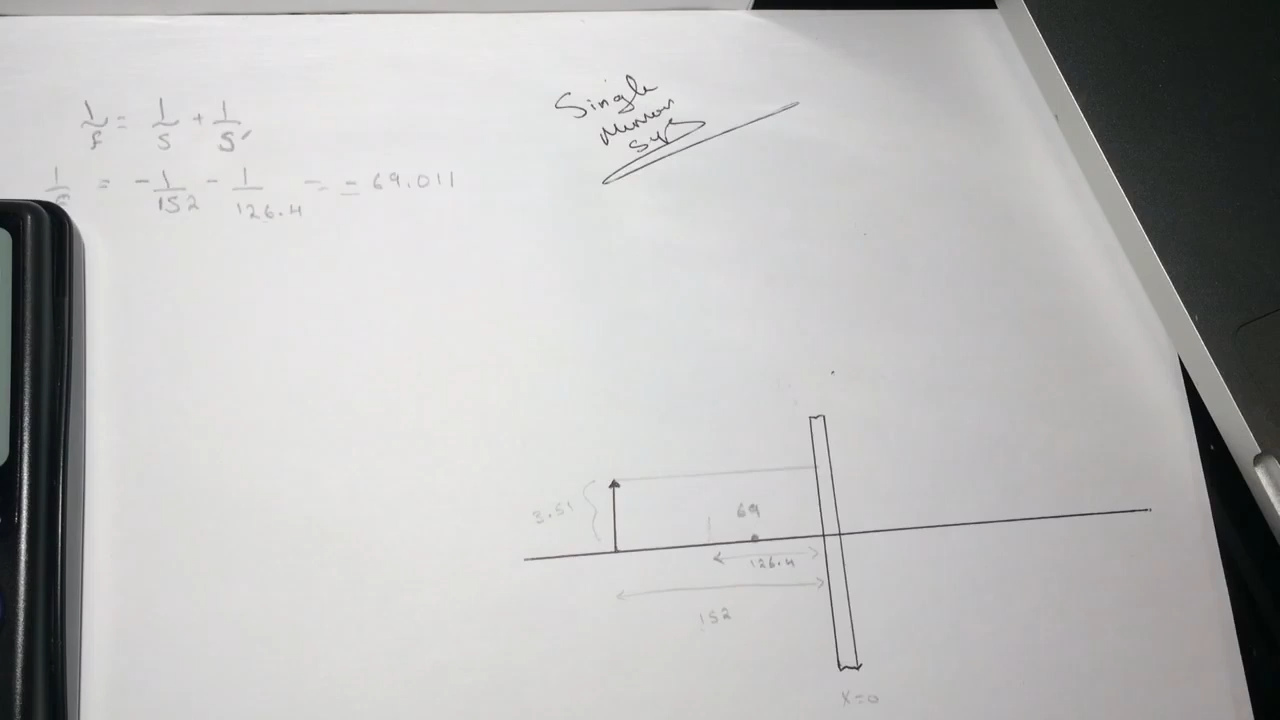 Single
Mirror
sys
1/f = 1/s + 1/s'
1/f = -1/152 - 1/126.4 = = 69.011
3.51
69
126.4
152
x=0